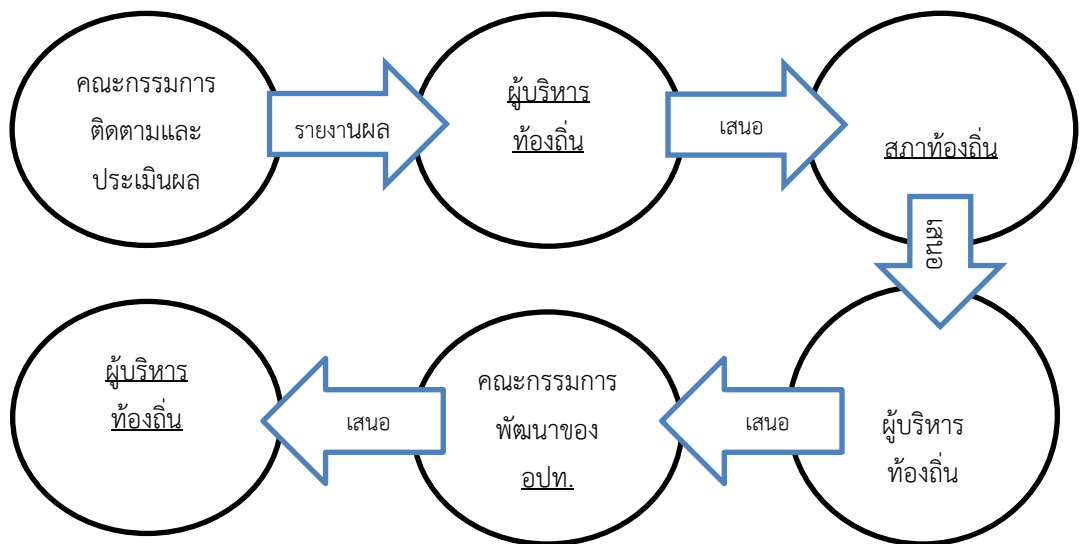 คณะกรรมการ
ติดตามและ
ประเมินผล
รายงานผล
ผู้บริหาร
ท้องถิ่น
เสนอ
สภาท้องถิ่น
เสนอ
ผู้บริหาร
ท้องถิ่น
เสนอ
คณะกรรมการ
พัฒนาของ
อปท.
เสนอ
ผู้บริหาร
ท้องถิ่น